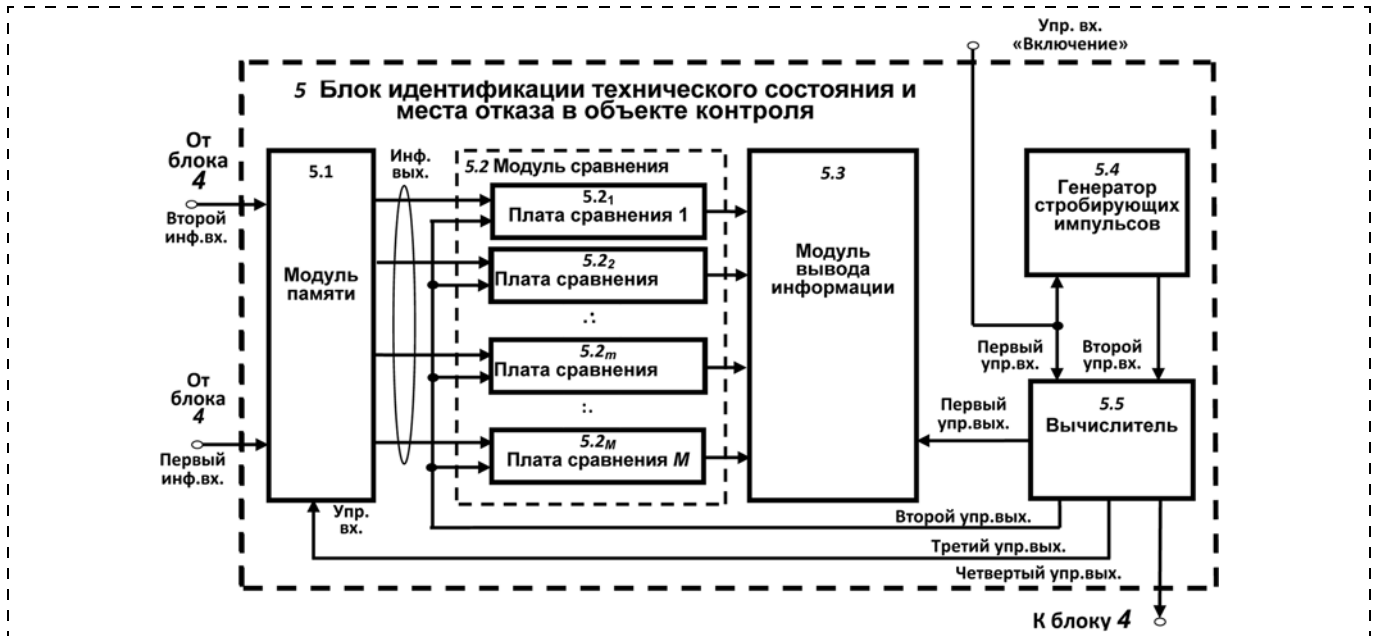 Упр. вх.
«Включение»
5 Блок идентификации технического состояния и
места отказа в объекте контроля
От
блока
4
Второй
инф.вх.
От
блока
4
Первый
инф.вх.
5.1
Модуль
памяти
Упр.
вх.
Инф.
вых.
5.2 Модуль сравнения
5.2₁
Плата сравнения 1
5.2₂
Плата сравнения
.·:
5.2m
Плата сравнения
:.
5.2M
Плата сравнения M
5.3
Модуль
вывода
информации
5.4
Генератор
стробирующих
импульсов
Первый
упр.вх.
Второй
упр.вх.
5.5
Вычислитель
Первый
упр.вых.
Второй упр.вых.
Третий упр.вых.
Четвертый упр.вых.
К блоку 4